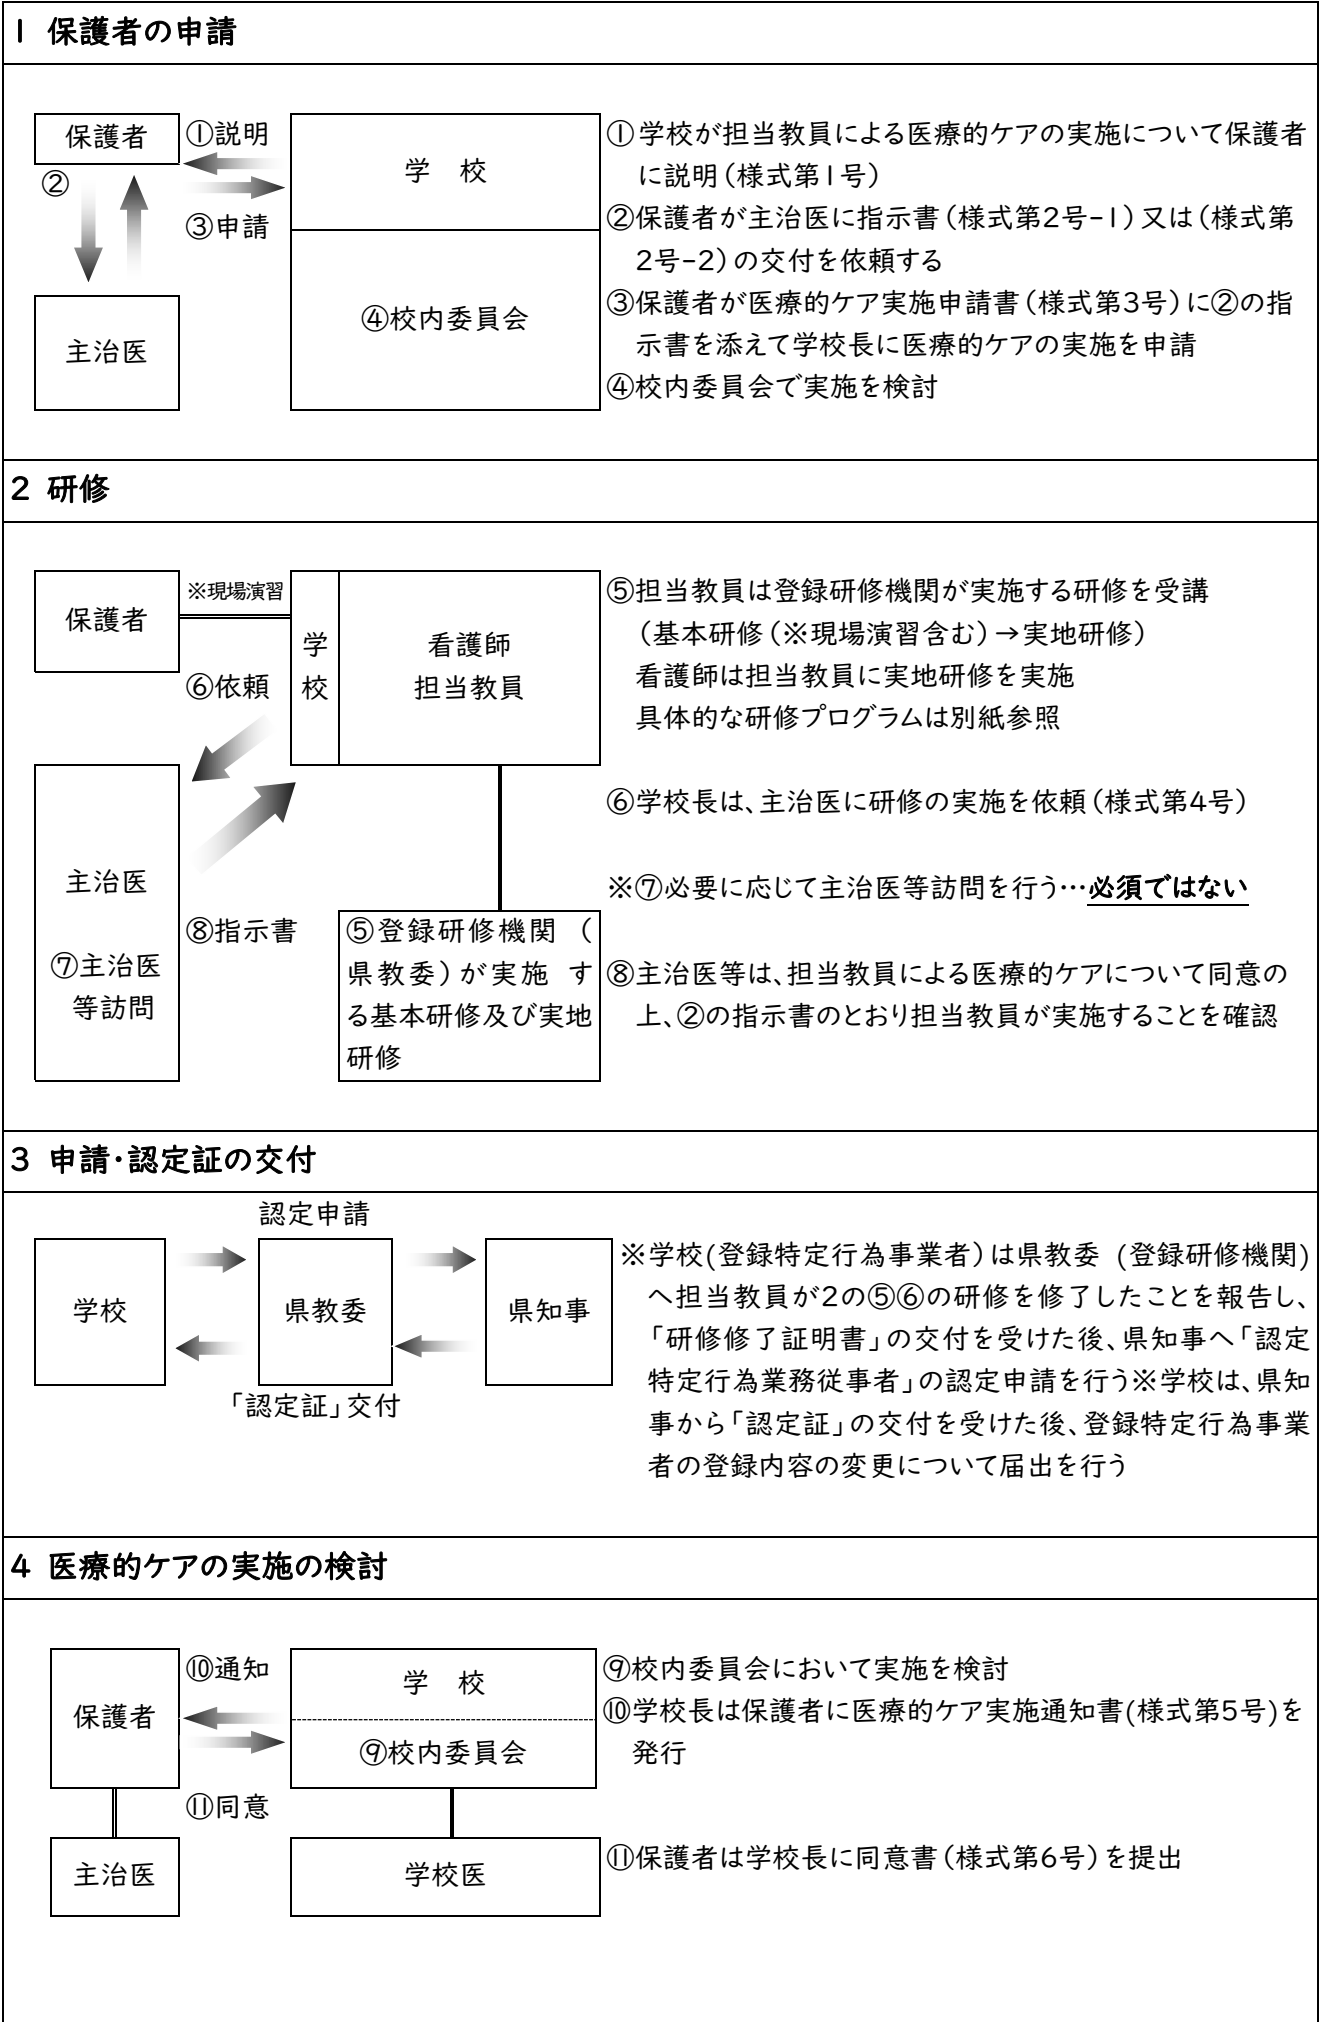 1 保護者の申請
保護者
①説明
②
③申請
主治医
学 校
④校内委員会
①学校が担当教員による医療的ケアの実施について保護者
に説明(様式第1号)
②保護者が主治医に指示書(様式第2号-1)又は(様式第
2号-2)の交付を依頼する
③保護者が医療的ケア実施申請書(様式第3号)に②の指
示書を添えて学校長に医療的ケアの実施を申請
④校内委員会で実施を検討
2 研修
保護者
※現場演習
⑥依頼
学
校
看護師
担当教員
主治医
⑦主治医
等訪問
⑧指示書
⑤登録研修機関 (
県教委)が実施 す
る基本研修及び実地
研修
⑤担当教員は登録研修機関が実施する研修を受講
(基本研修(※現場演習含む)→実地研修)
看護師は担当教員に実地研修を実施
具体的な研修プログラムは別紙参照
⑥学校長は、主治医に研修の実施を依頼(様式第4号)
※⑦必要に応じて主治医等訪問を行う…必須ではない
⑧主治医等は、担当教員による医療的ケアについて同意の
上、②の指示書のとおり担当教員が実施することを確認
3 申請・認定証の交付
認定申請
学校
県教委
県知事
「認定証」交付
※学校(登録特定行為事業者)は県教委 (登録研修機関)
へ担当教員が2の⑤⑥の研修を修了したことを報告し、
「研修修了証明書」の交付を受けた後、県知事へ「認定
特定行為業務従事者」の認定申請を行う※学校は、県知
事から「認定証」の交付を受けた後、登録特定行為事業
者の登録内容の変更について届出を行う
4 医療的ケアの実施の検討
保護者
⑩通知
⑪同意
主治医
学 校
⑨校内委員会
学校医
⑨校内委員会において実施を検討
⑩学校長は保護者に医療的ケア実施通知書(様式第5号)を
発行
⑪保護者は学校長に同意書(様式第6号)を提出